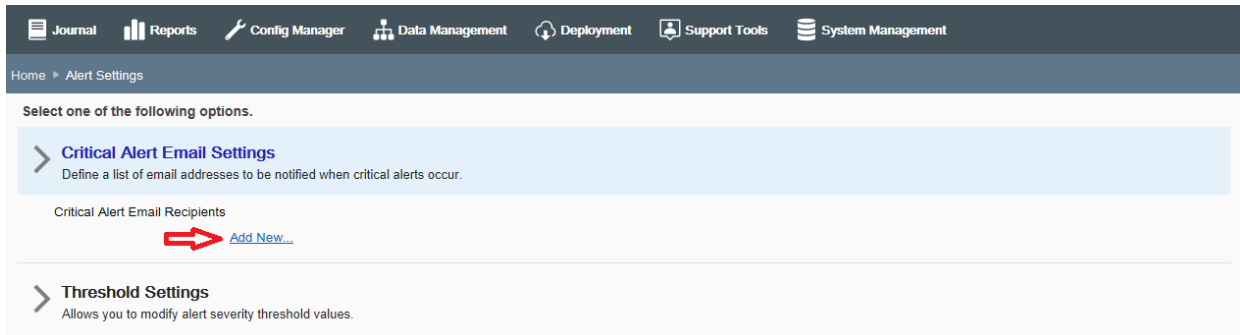 Journal Reports Config Manager Data Management Deployment Support Tools System Management
Home Alert Settings
Select one of the following options.
Critical Alert Email Settings
Define a list of email addresses to be notified when critical alerts occur.
Critical Alert Email Recipients
Add New...
Threshold Settings
Allows you to modify alert severity threshold values.